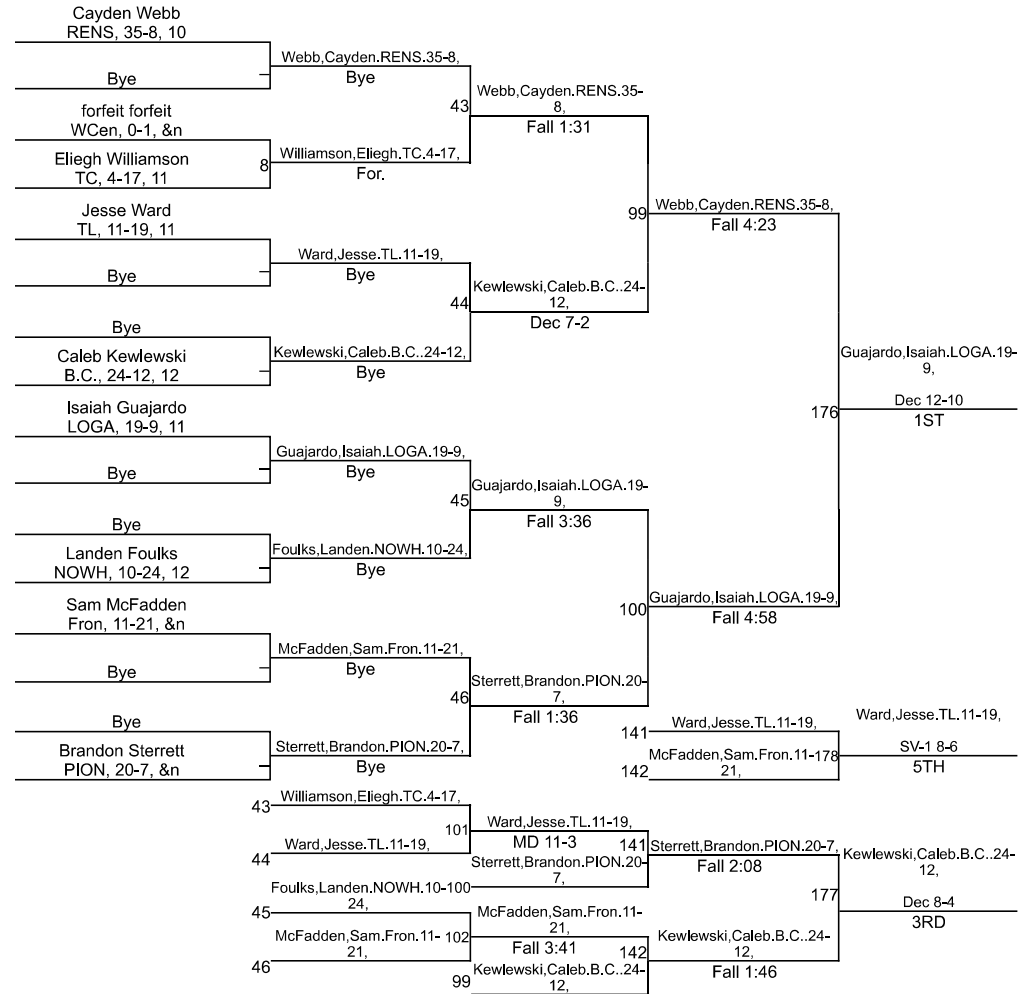 Cayden Webb
RENS, 35-8, 10
Bye
forfeit forfeit
WCen, 0-1, &n
Eliegh Williamson
TC, 4-17, 11
8
Jesse Ward
TL, 11-19, 11
Bye
Bye
Caleb Kewlewski
B.C., 24-12, 12
Isaiah Guajardo
LOGA, 19-9, 11
Bye
Bye
Landen Foulks
NOWH, 10-24, 12
Sam McFadden
Fron, 11-21, &n
Bye
Bye
Brandon Sterrett
PION, 20-7, &n
Webb,Cayden.RENS.35-8,
Bye
43
Williamson,Eliegh.TC.4-17,
For.
Ward,Jesse.TL.11-19,
Bye
44
Kewlewski,Caleb.B.C..24-12,
Bye
Guajardo,Isaiah.LOGA.19-9,
Bye
45
Foulks,Landen.NOWH.10-24,
Bye
McFadden,Sam.Fron.11-21,
Bye
46
Sterrett,Brandon.PION.20-7,
Bye
Webb,Cayden.RENS.35-
8,
Fall 1:31
99
Kewlewski,Caleb.B.C..24-
12,
Dec 7-2
Guajardo,Isaiah.LOGA.19-
9,
Fall 3:36
100
Sterrett,Brandon.PION.20-
7,
Fall 1:36
Webb,Cayden.RENS.35-8,
Fall 4:23
176
Guajardo,Isaiah.LOGA.19-9,
Fall 4:58
Guajardo,Isaiah.LOGA.19-
9,
Dec 12-10
1ST
141
Ward,Jesse.TL.11-19,
142
McFadden,Sam.Fron.11-
21,
178
Ward,Jesse.TL.11-19,
SV-1 8-6
5TH
43
Williamson,Eliegh.TC.4-17,
44
Ward,Jesse.TL.11-19,
101
Ward,Jesse.TL.11-19,
MD 11-3
141
Sterrett,Brandon.PION.20-
7,
100
Foulks,Landen.NOWH.10-
24,
45
McFadden,Sam.Fron.11-
21,
46
102
McFadden,Sam.Fron.11-
21,
Fall 3:41
142
99
Kewlewski,Caleb.B.C..24-
12,
Sterrett,Brandon.PION.20-7,
Fall 2:08
177
Kewlewski,Caleb.B.C..24-
12,
Fall 1:46
Kewlewski,Caleb.B.C..24-
12,
Dec 8-4
3RD